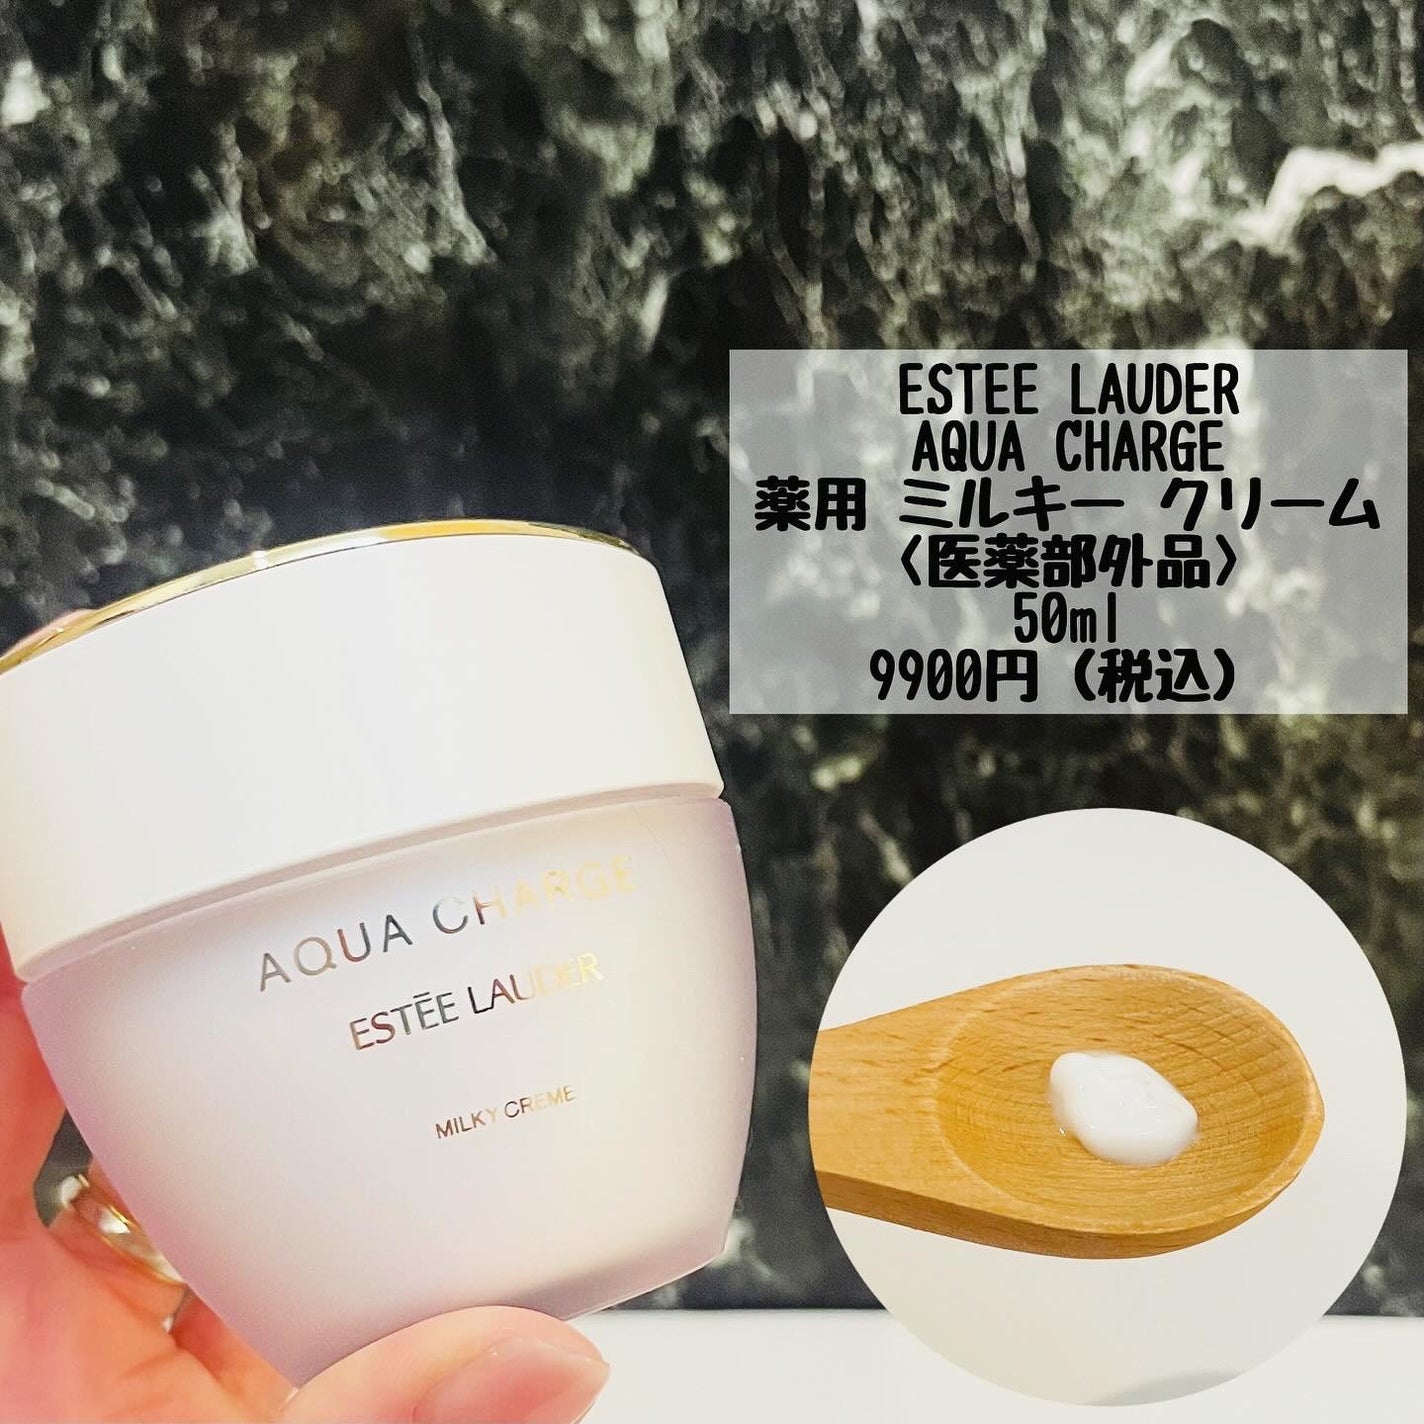 ESTEE LAUDER
AQUA CHARGE
薬用 ミルキー クリーム
〈医薬部外品〉
50ml
9900円（税込）
AQUA CHARGE
ESTĒE LAUDER
MILKY CREME